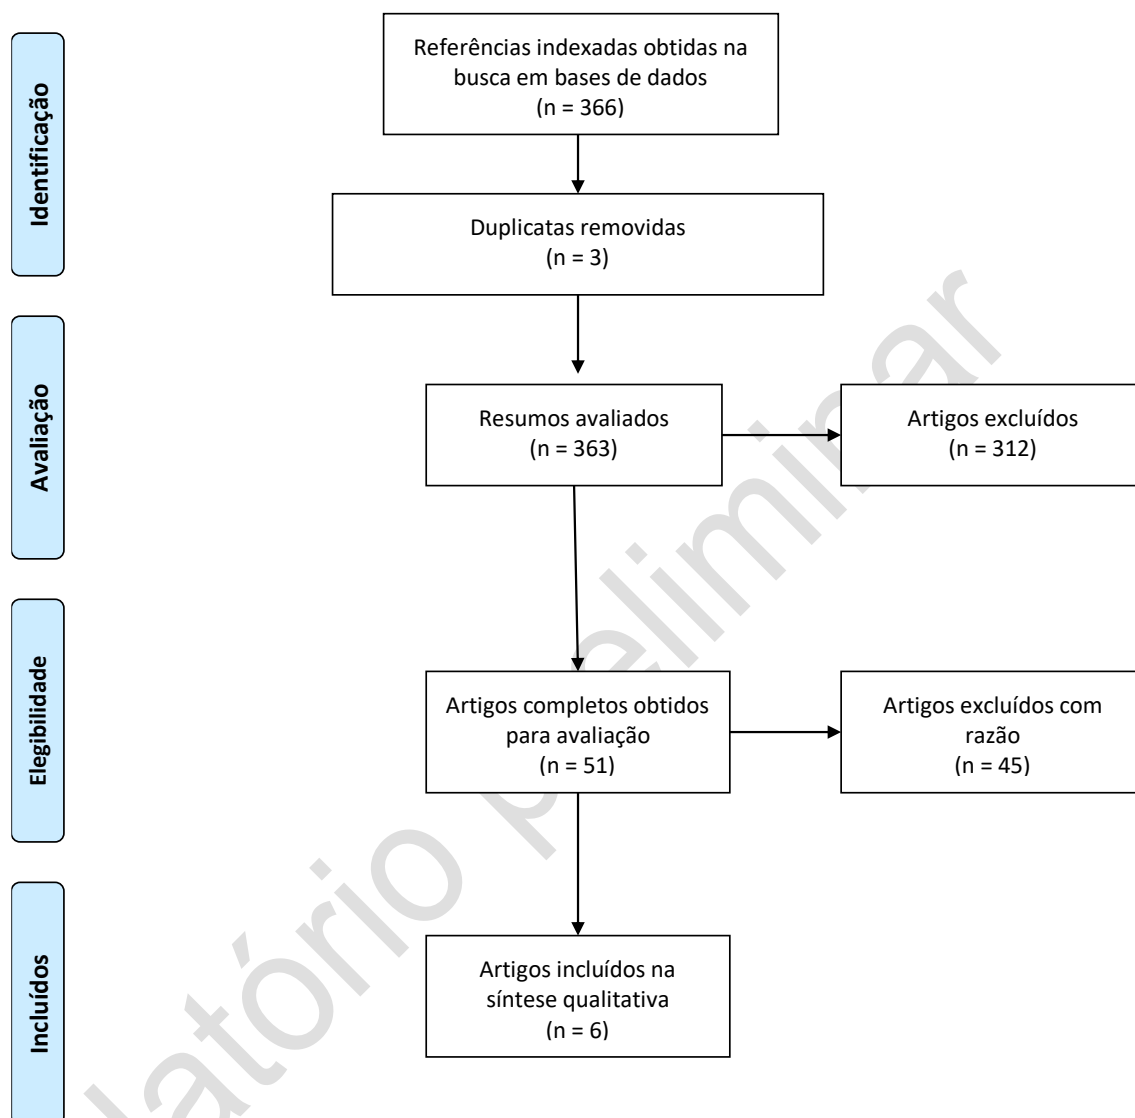 Identificação
Referências indexadas obtidas na
busca em bases de dados
(n = 366)
Duplicatas removidas
(n = 3)
Avaliação
Resumos avaliados
(n = 363)
Artigos excluídos
(n = 312)
Elegibilidade
Artigos completos obtidos
para avaliação
(n = 51)
Artigos excluídos com
razão
(n = 45)
Incluídos
Artigos incluídos na
síntese qualitativa
(n = 6)
latório preliminar